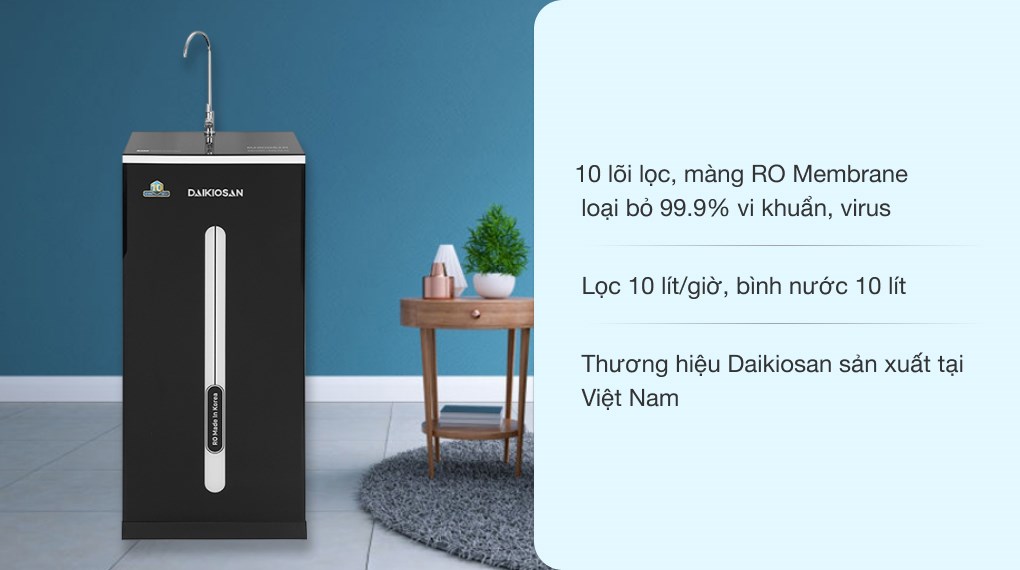 DAIKIOSAN
RO Made in Korea
10 lõi lọc, màng RO Membrane
loại bỏ 99.9% vi khuẩn, virus
Lọc 10 lít/giờ, bình nước 10 lít
Thương hiệu Daikiosan sản xuất tại
Việt Nam